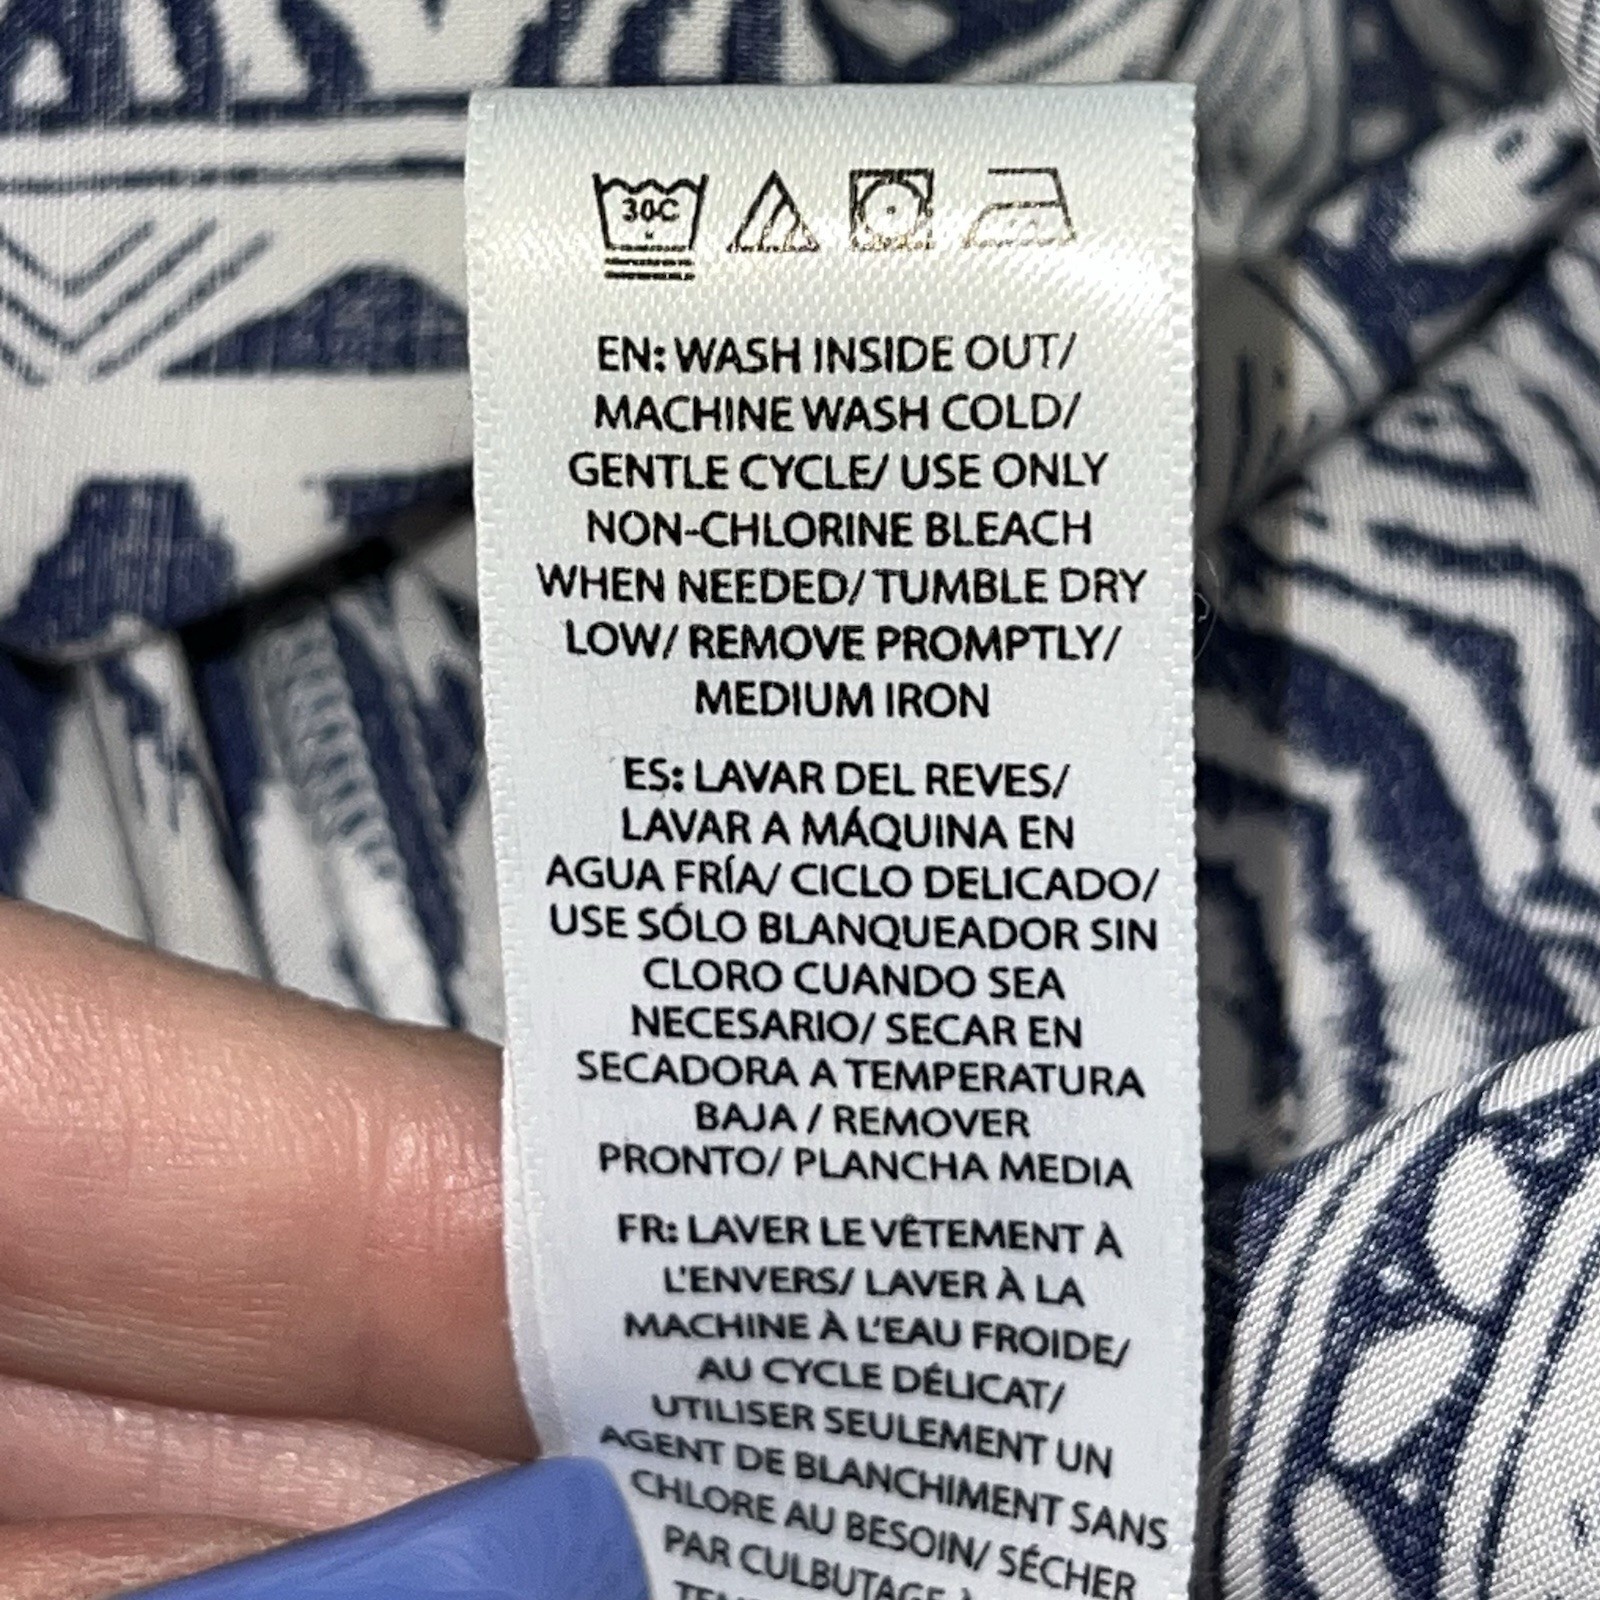 30C
EN: WASH INSIDE OUT/
MACHINE WASH COLD/
GENTLE CYCLE/ USE ONLY
NON-CHLORINE BLEACH
WHEN NEEDED/ TUMBLE DRY
LOW/ REMOVE PROMPTLY/
MEDIUM IRON
ES: LAVAR DEL REVES/
LAVAR A MÁQUINA EN
AGUA FRÍA/ CICLO DELICADO/
USE SÓLO BLANQUEADOR SIN
CLORO CUANDO SEA
NECESARIO/ SECAR EN
SECADORA A TEMPERATURA
BAJA / REMOVER
PRONTO/ PLANCHA MEDIA
FR: LAVER LE VÊTEMENT À
L'ENVERS/ LAVER À LA
MACHINE À L'EAU FROIDE/
AU CYCLE DÉLICAT/
UTILISER SEULEMENT UN
AGENT DE BLANCHIMENT SANS
CHLORE AU BESOIN/ SÉCHER
PAR CULBUTAGE À